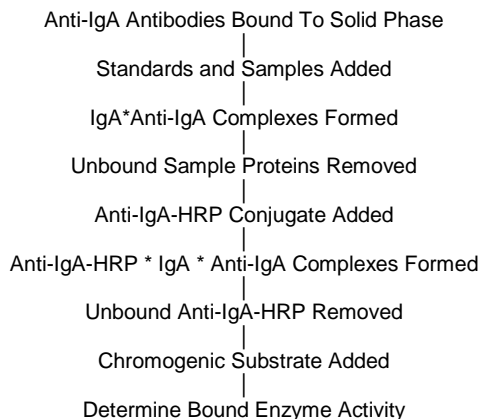 Anti-IgA Antibodies Bound To Solid Phase
Standards and Samples Added
IgA*Anti-IgA Complexes Formed
Unbound Sample Proteins Removed
Anti-IgA-HRP Conjugate Added
Anti-IgA-HRP * IgA * Anti-IgA Complexes Formed
Unbound Anti-IgA-HRP Removed
Chromogenic Substrate Added
Determine Bound Enzyme Activity